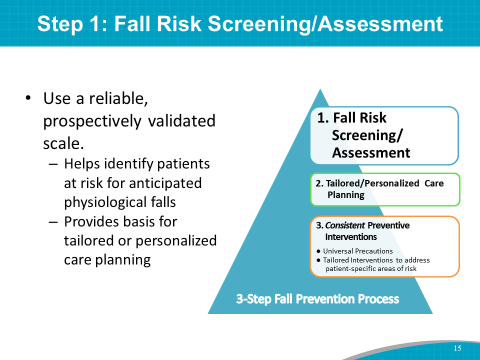 Step 1: Fall Risk Screening/Assessment
• Use a reliable,
prospectively validated
scale.
– Helps identify patients
at risk for anticipated
physiological falls
– Provides basis for
tailored or personalized
care planning
1. Fall Risk
Screening/
Assessment
2. Tailored/Personalized Care
Planning
3. Consistent Preventive
Interventions
● Universal Precautions
● Tailored Interventions to address
patient-specific areas of risk
3-Step Fall Prevention Process
15